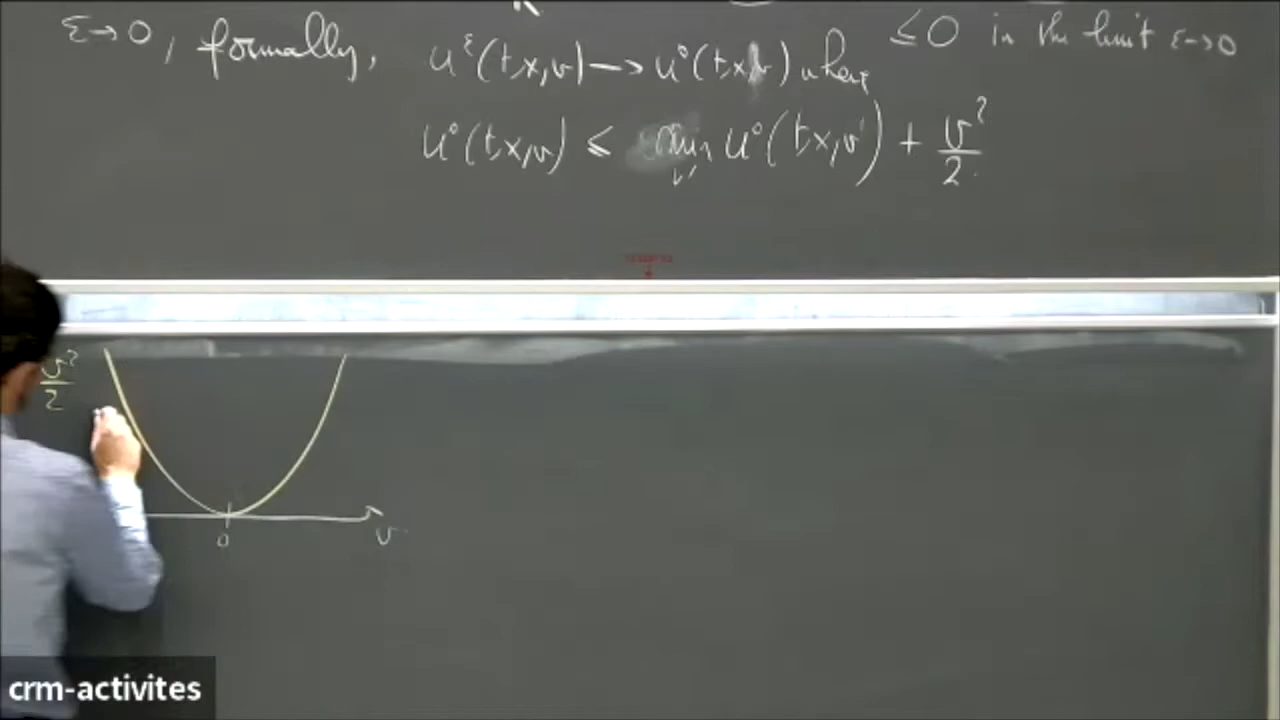 ε→0, formally, u^ε(t,x,v) → u^0(t,x,v) where
≤0 in the limit ε→0
u^0(t,x,v) ≤ min_{v'} u^0(t,x,v') + v²/2
v²/2
0
v
crm-activites